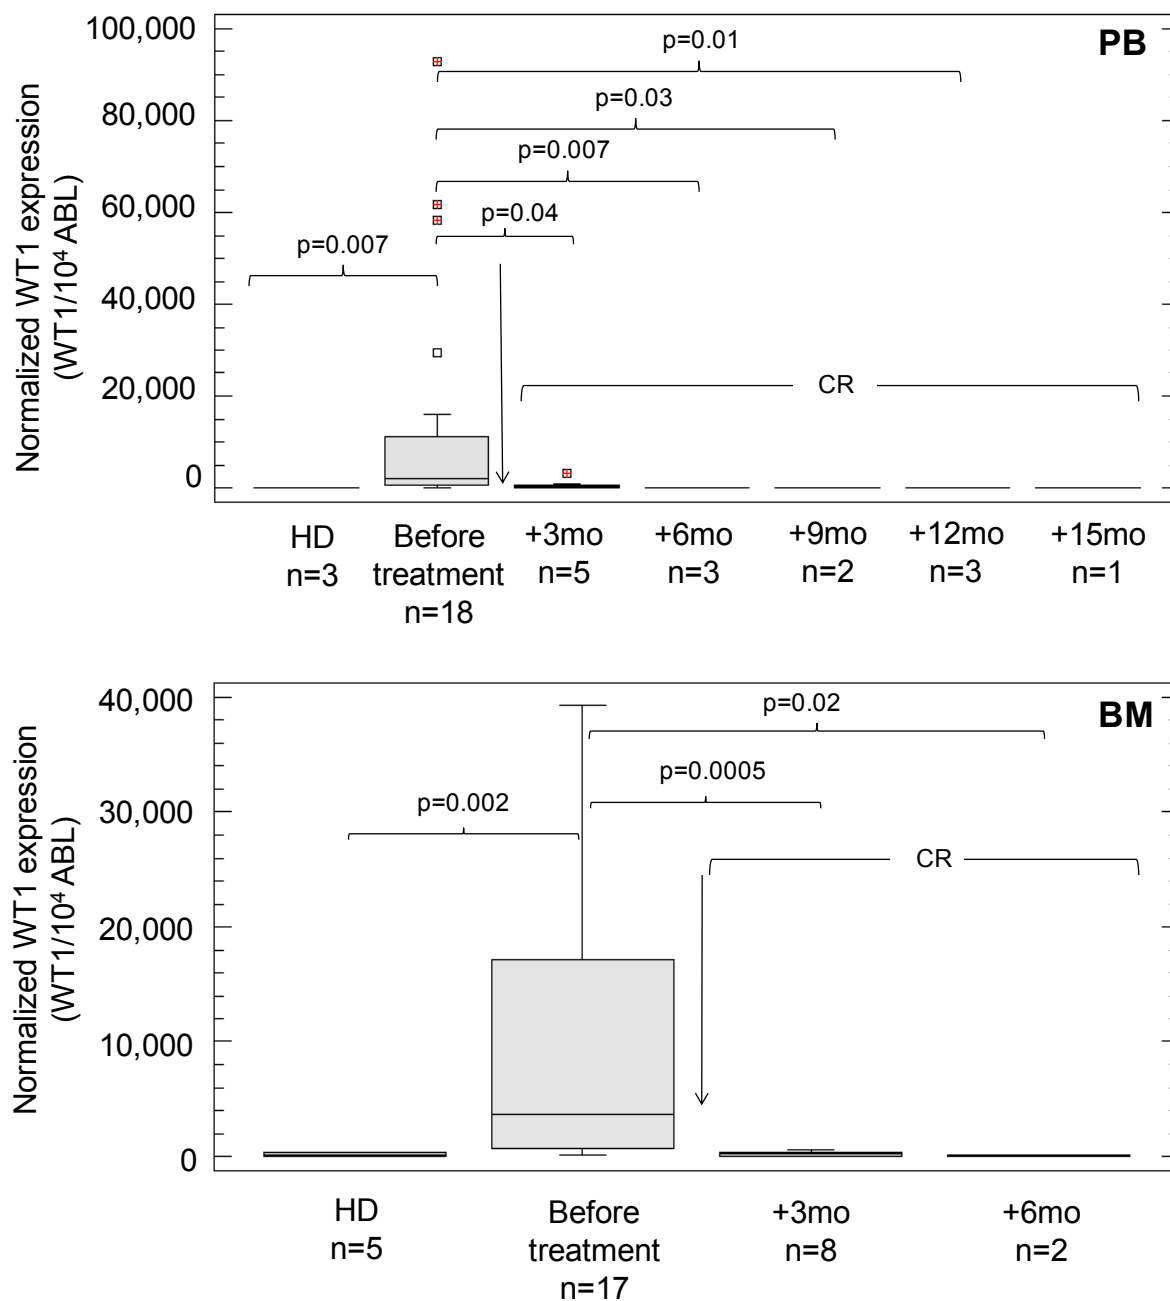 PB
Normalized WT1 expression
(WT1/10⁴ ABL)
100,000
80,000
60,000
40,000
20,000
0
p=0.01
p=0.03
p=0.007
p=0.04
p=0.007
CR
HD
n=3
Before
treatment
n=18
+3mo
n=5
+6mo
n=3
+9mo
n=2
+12mo
n=3
+15mo
n=1
BM
Normalized WT1 expression
(WT1/10⁴ ABL)
40,000
30,000
20,000
10,000
0
p=0.02
p=0.0005
p=0.002
CR
HD
n=5
Before
treatment
n=17
+3mo
n=8
+6mo
n=2